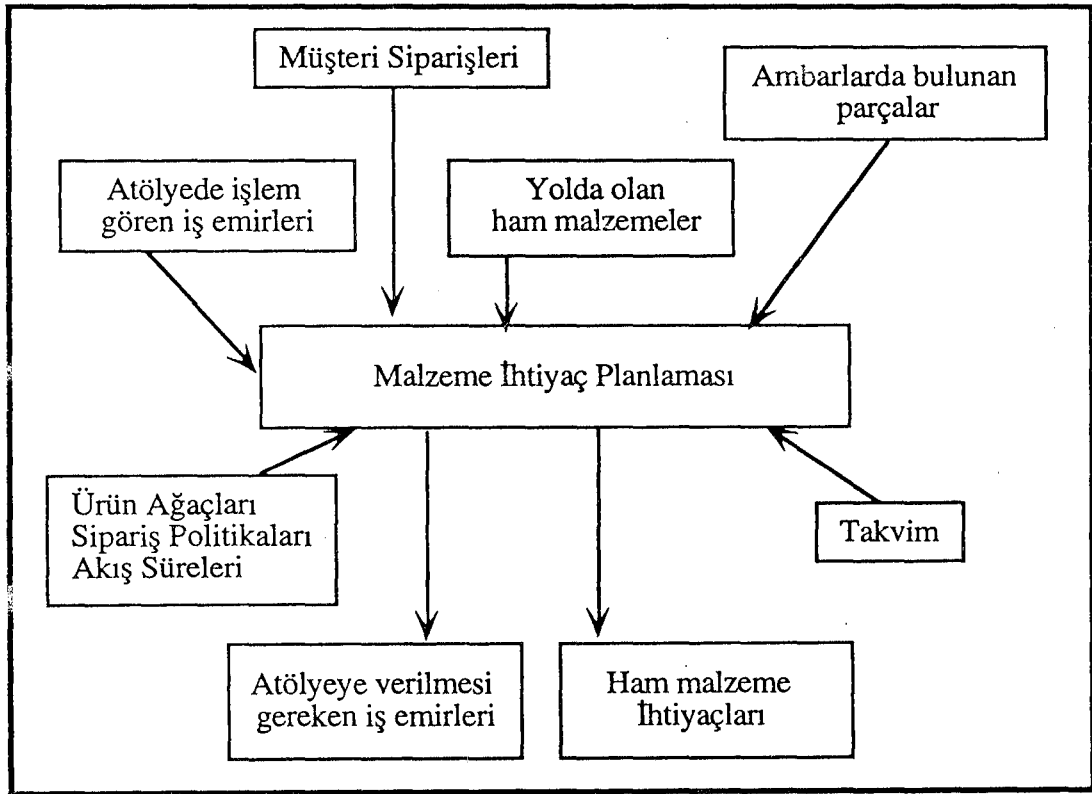 Müşteri Siparişleri
Ambarlarda bulunan
parçalar
Atölyede işlem
gören iş emirleri
Yolda olan
ham malzemeler
Malzeme İhtiyaç Planlaması
Ürün Ağaçları
Sipariş Politikaları
Akış Süreleri
Takvim
Atölyeye verilmesi
gereken iş emirleri
Ham malzeme
İhtiyaçları